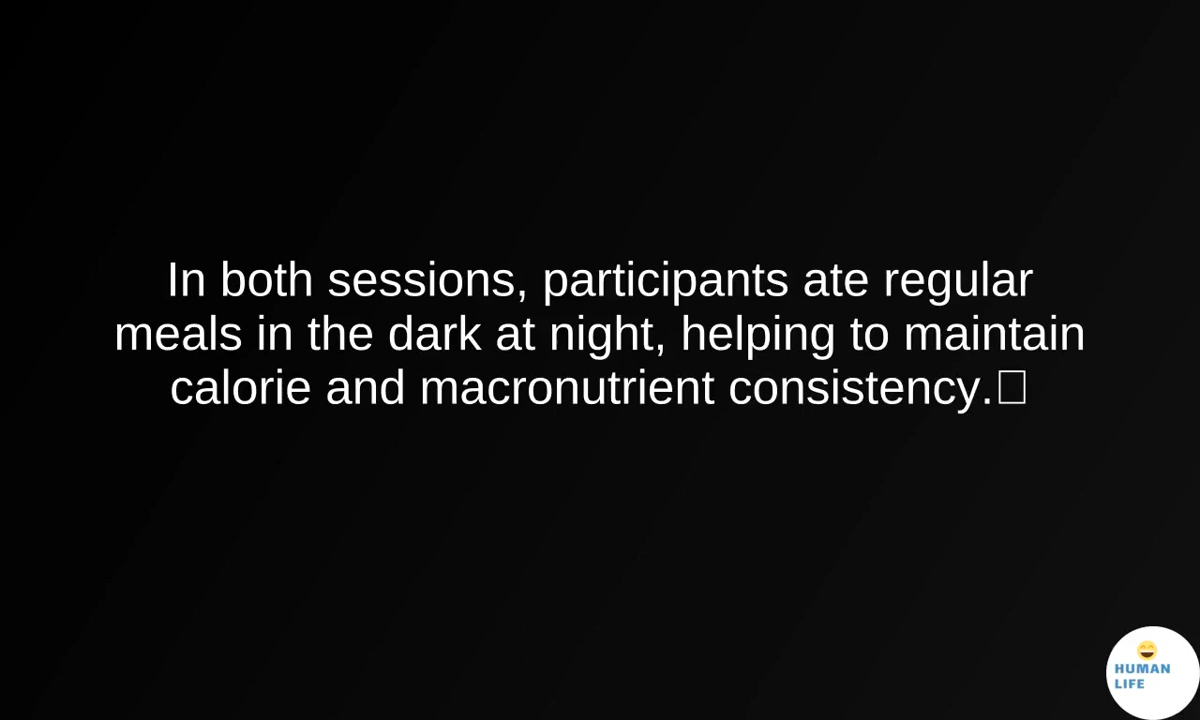 In both sessions, participants ate regular
meals in the dark at night, helping to maintain
calorie and macronutrient consistency.
HUMAN
LIFE